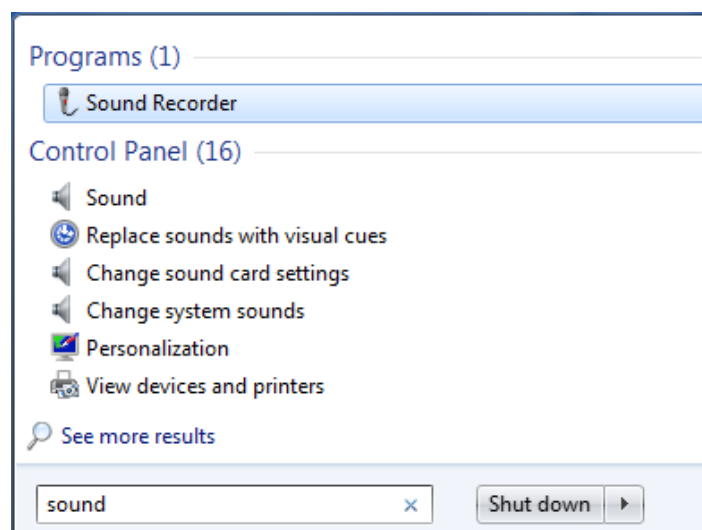 Programs (1)
Sound Recorder
Control Panel (16)
Sound
Replace sounds with visual cues
Change sound card settings
Change system sounds
Personalization
View devices and printers
See more results
sound
Shut down